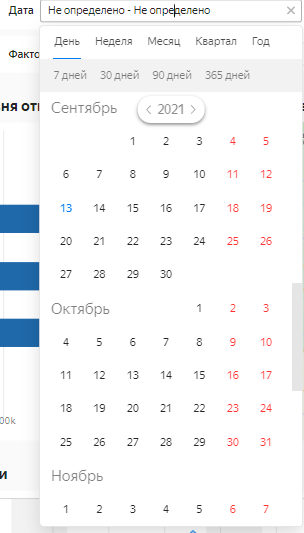 Дата Не определено - Не определено
День Неделя Месяц Квартал Год
Факто
7 дней 30 дней 90 дней 365 дней
Сентябрь 2021
1 2 3 4 5
6 7 8 9 10 11 12
13 14 15 16 17 18 19
20 21 22 23 24 25 26
27 28 29 30
Октябрь 1 2 3
4 5 6 7 8 9 10
11 12 13 14 15 16 17
18 19 20 21 22 23 24
00k
25 26 27 28 29 30 31
Ноябрь
1 2 3 4 5 6 7